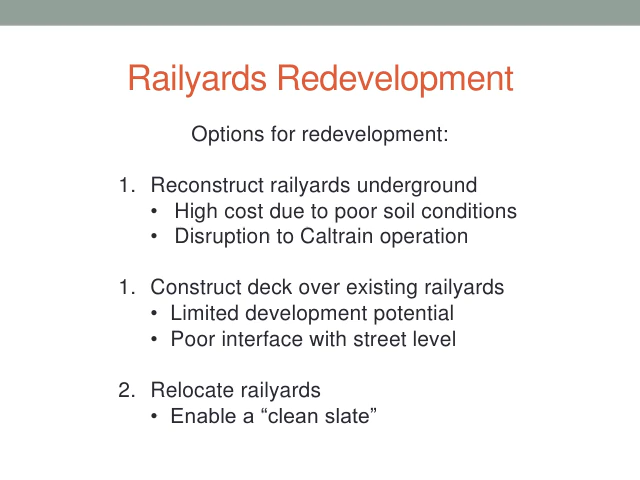 Railyards Redevelopment
Options for redevelopment:
1. Reconstruct railyards underground
• High cost due to poor soil conditions
• Disruption to Caltrain operation
1. Construct deck over existing railyards
• Limited development potential
• Poor interface with street level
2. Relocate railyards
• Enable a “clean slate”